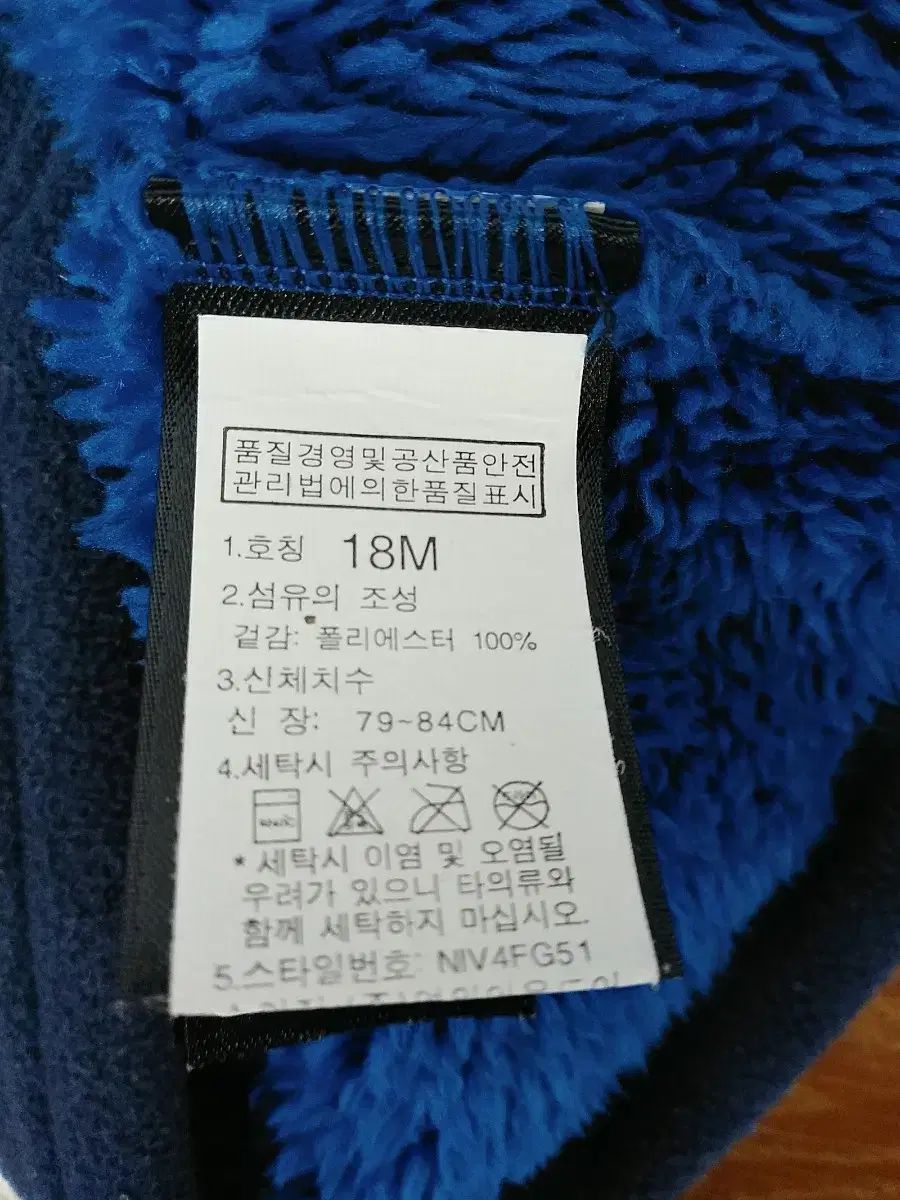 품질경영및공산품안전
관리법에의한품질표시
1.호칭 18M
2.섬유의 조성
겉감: 폴리에스터 100%
3.신체치수
신 장: 79~84CM
4.세탁시 주의사항
* 세탁시 이염 및 오염될
우려가 있으니 타의류와
함께 세탁하지 마십시오.
5.스타일번호: NIV4FG51